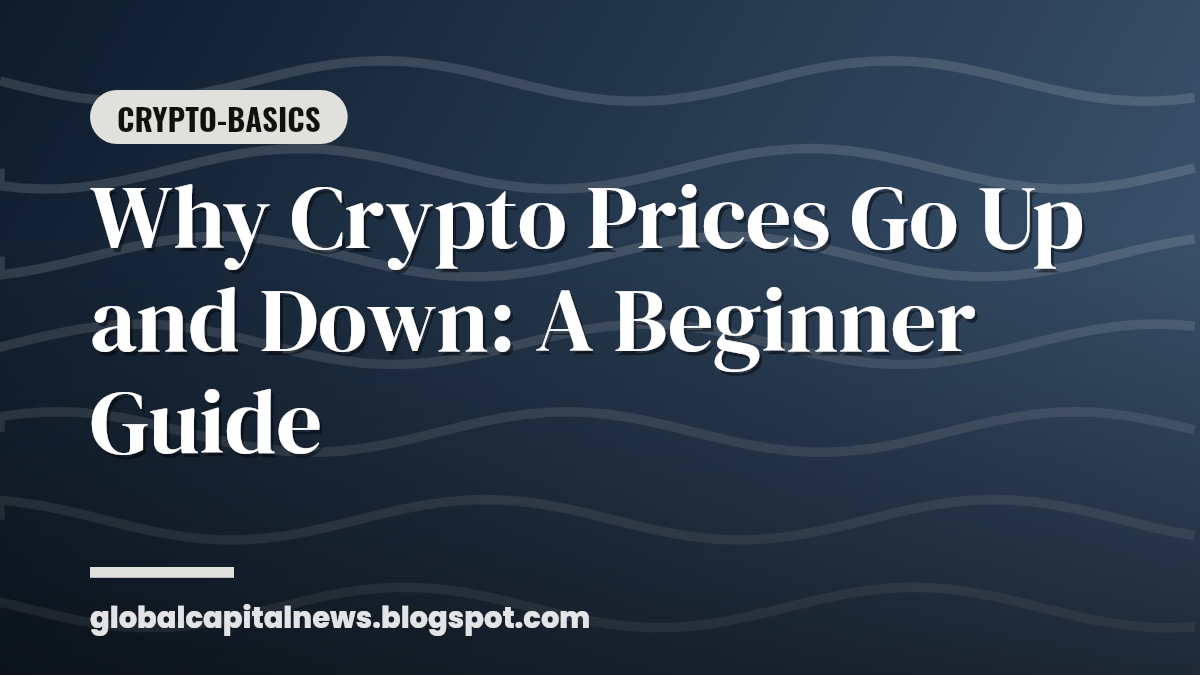 CRYPTO-BASICS
Why Crypto Prices Go Up
and Down: A Beginner
Guide
globalcapitalnews.blogspot.com